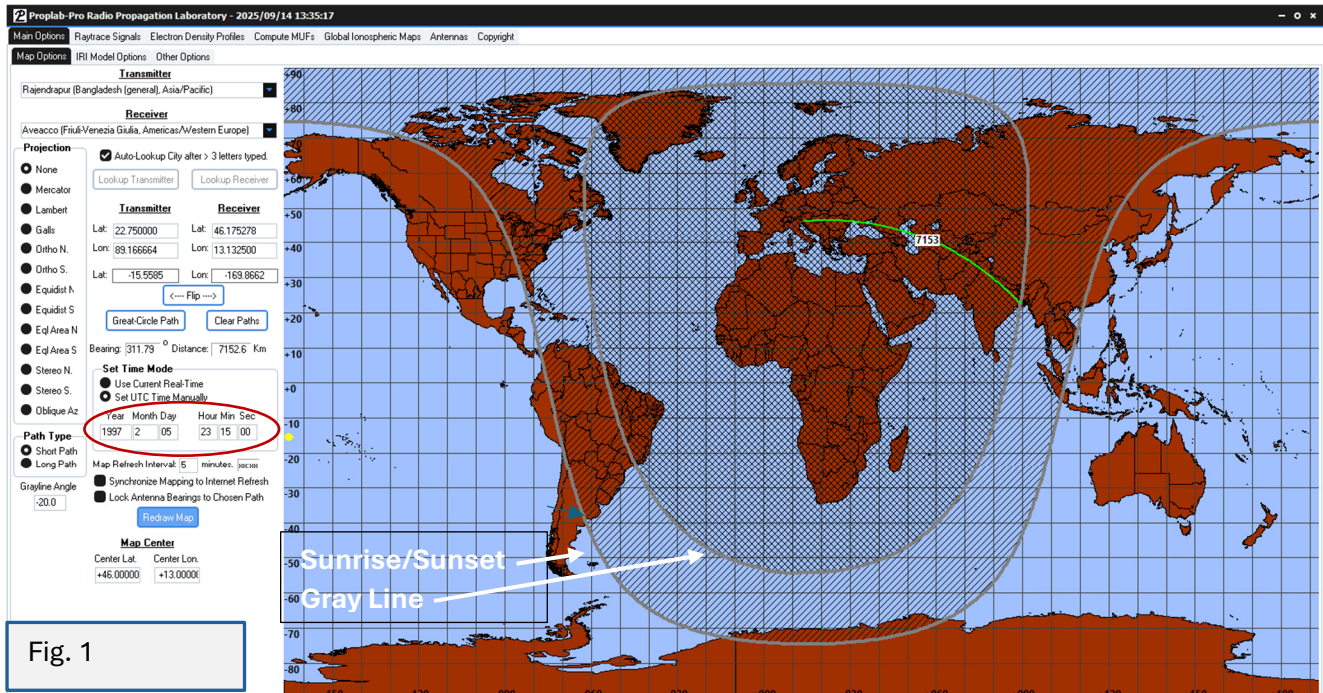 Proplab-Pro Radio Propagation Laboratory - 2025/09/14 13:35:17
Main Options Raytrace Signals Electron Density Profiles Compute MUFs Global Ionospheric Maps Antennas Copyright
Map Options IRI Model Options Other Options
Transmitter
Rajendrapur (Bangladesh (general), Asia/Pacific)
Receiver
Aveacco (Friuli-Venezia Giulia, Americas/Western Europe)
Projection
None
Mercator
Lambert
Galls
Ortho N.
Ortho S.
Equidist N
Equidist S
Eql Area N
Eql Area S
Stereo N.
Stereo S.
Oblique Az
Auto-Lookup City after > 3 letters typed.
Lookup Transmitter Lookup Receiver
Transmitter Receiver
Lat: 22.750000 Lat: 46.175278
Lon: 89.166664 Lon: 13.132500
Lat: -15.5585 Lon: -169.8662
<---- Flip ---->
Great-Circle Path Clear Paths
Bearing: 311.79 ° Distance: 7152.6 Km
Set Time Mode
Use Current Real-Time
Set UTC Time Manually
Year Month Day Hour Min Sec
1997 2 05 23 15 00
Path Type
Short Path
Long Path
Grayline Angle
-20.0
Map Refresh Interval: 5 minutes.
Synchronize Mapping to Internet Refresh
Lock Antenna Bearings to Chosen Path
Redraw Map
Map Center
Center Lat. Center Lon.
+46.00000 +13.0000
+90
+80
+60
+50
+40
+30
+20
+10
+0
-10
-20
-30
-40
-50
-60
-70
-80
7153
Sunrise/Sunset
Gray Line
Fig. 1